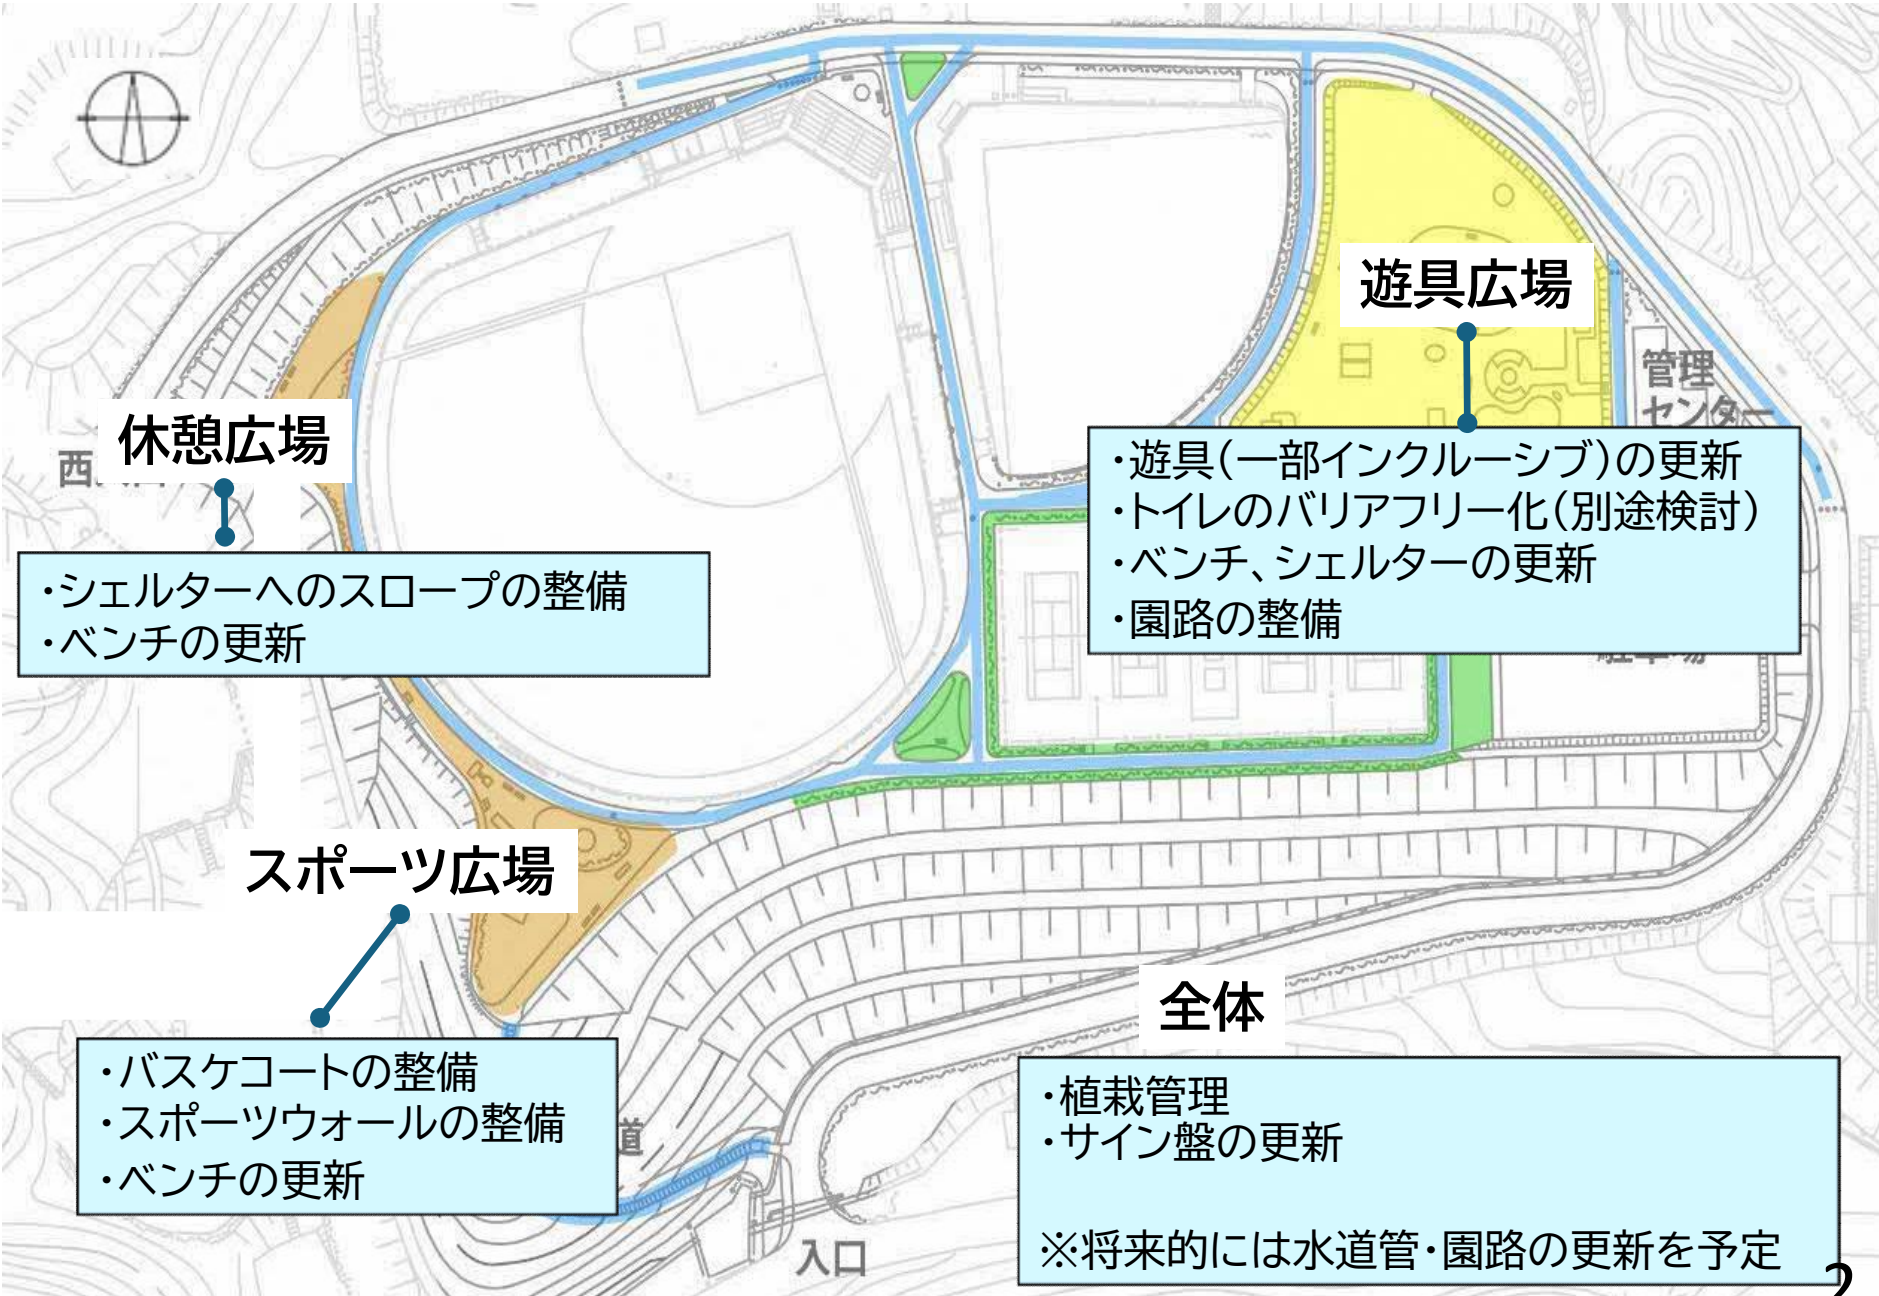 遊具広場
管理
センター
・遊具(一部インクルーシブ)の更新
・トイレのバリアフリー化(別途検討)
・ベンチ、シェルターの更新
・園路の整備
休憩広場
西
・シェルターへのスロープの整備
・ベンチの更新
スポーツ広場
・バスケコートの整備
・スポーツウォールの整備
・ベンチの更新
道
入口
全体
・植栽管理
・サイン盤の更新
※将来的には水道管・園路の更新を予定
2